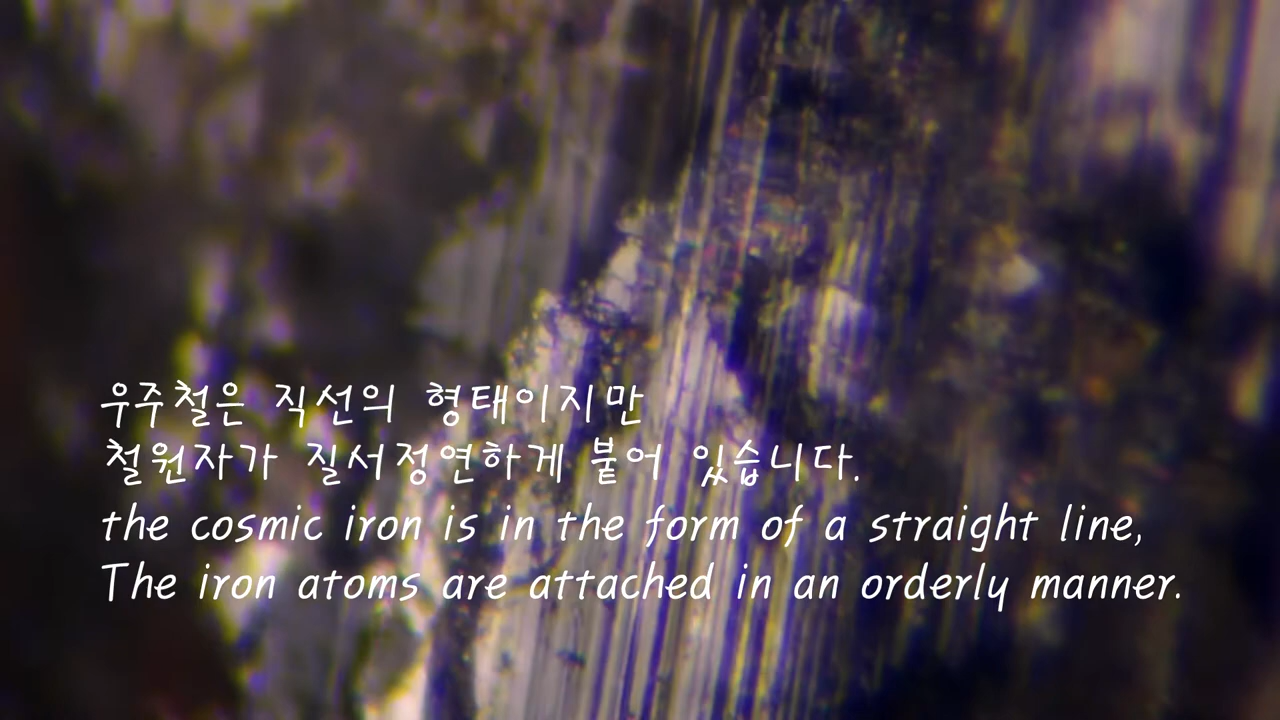 우주철은 직선의 형태이지만
철원자가 질서정연하게 붙어 있습니다.
the cosmic iron is in the form of a straight line,
The iron atoms are attached in an orderly manner.